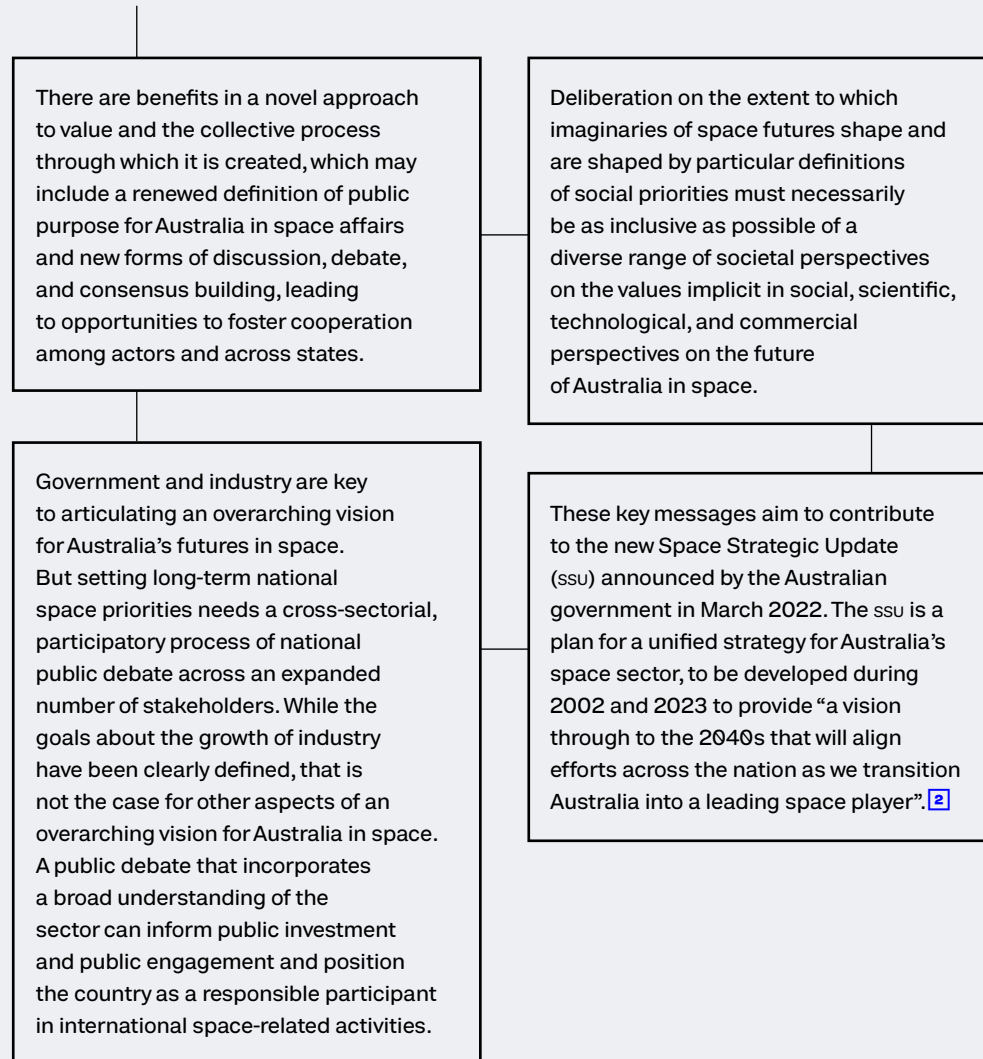 There are benefits in a novel approach
to value and the collective process
through which it is created, which may
include a renewed definition of public
purpose for Australia in space affairs
and new forms of discussion, debate,
and consensus building, leading
to opportunities to foster cooperation
among actors and across states.
Government and industry are key
to articulating an overarching vision
for Australia's futures in space.
But setting long-term national
space priorities needs a cross-sectorial,
participatory process of national
public debate across an expanded
number of stakeholders. While the
goals about the growth of industry
have been clearly defined, that is
not the case for other aspects of an
overarching vision for Australia in space.
A public debate that incorporates
a broad understanding of the
sector can inform public investment
and public engagement and position
the country as a responsible participant
in international space-related activities.
Deliberation on the extent to which
imaginaries of space futures shape and
are shaped by particular definitions
of social priorities must necessarily
be as inclusive as possible of a
diverse range of societal perspectives
on the values implicit in social, scientific,
technological, and commercial
perspectives on the future
of Australia in space.
These key messages aim to contribute
to the new Space Strategic Update
(SSU) announced by the Australian
government in March 2022. The SSU is a
plan for a unified strategy for Australia's
space sector, to be developed during
2002 and 2023 to provide “a vision
through to the 2040s that will align
efforts across the nation as we transition
Australia into a leading space player”. 2